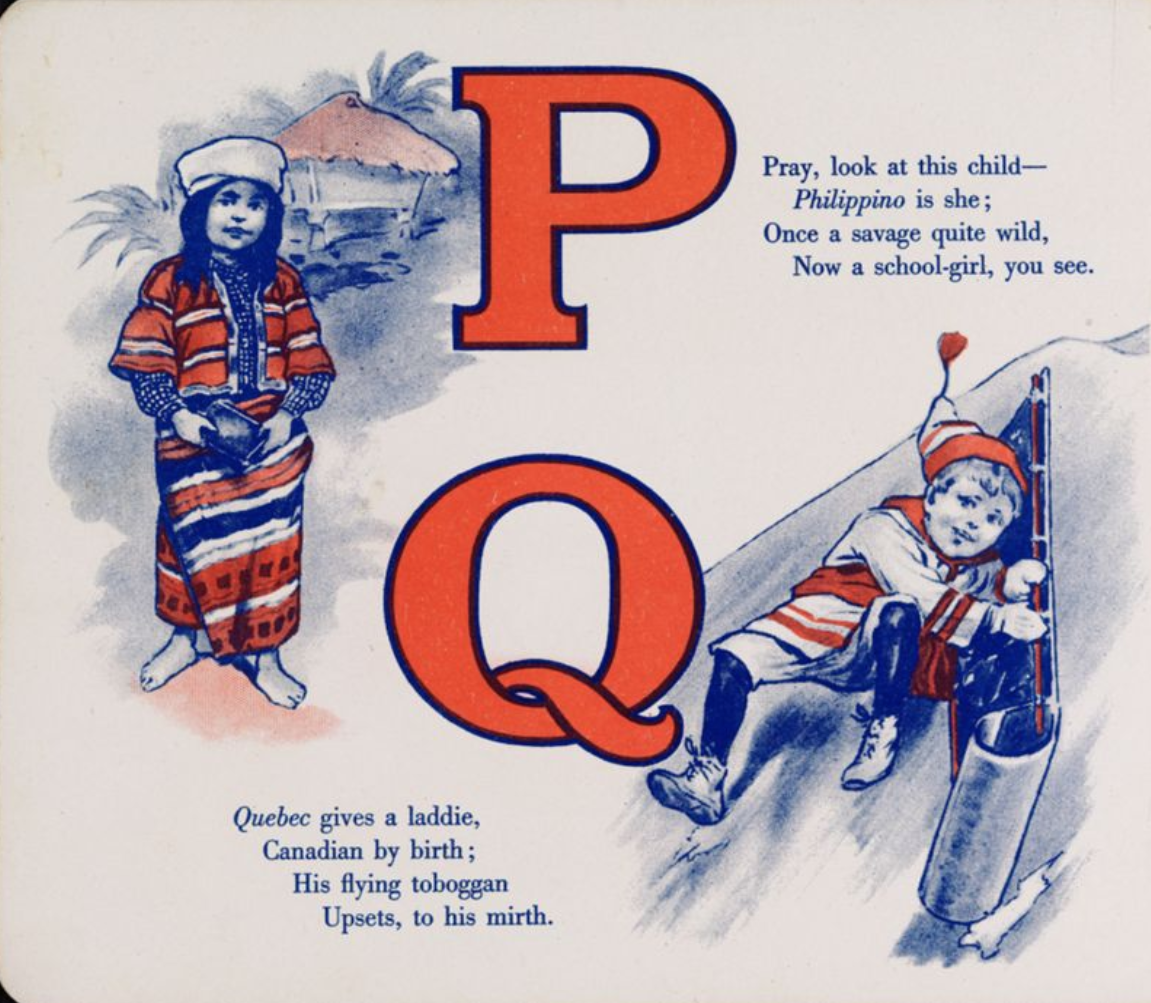 P
Pray, look at this child—
Philippino is she;
Once a savage quite wild,
Now a school-girl, you see.
Q
Quebec gives a laddie,
Canadian by birth;
His flying toboggan
Upsets, to his mirth.